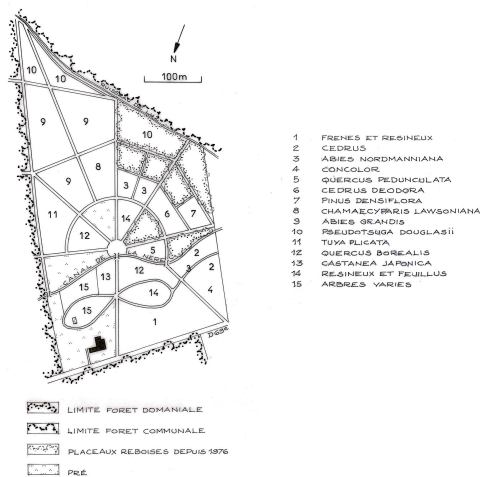 N
100m
10
10
10
9
9
8
3
3
9
11
12
14
6
7
5
2
CANAL DE LA NESE
12
3
2
15
13
14
4
15
1
DGSE
1 FRENES ET RESINEUX
2 CEDRUS
3 ABIES NORDMANNIANA
4 CONCOLOR
5 QUERCUS PEDUNCULATA
6 CEDRUS DEODORA
7 PINUS DENSIFLORA
8 CHAMAECYPARIS LAWSONIANA
9 ABIES GRANDIS
10 PSEUDOTSUGA DOUGLASII
11 TUYA PLICATA
12 QUERCUS BOREALIS
13 CASTANEA JAPONICA
14 RESINEUX ET FEUILLUS
15 ARBRES VARIES
LIMITE FORET DOMANIALE
LIMITE FORET COMMUNALE
PLACEAUX REBOISES DEPUIS 1976
PRÉ